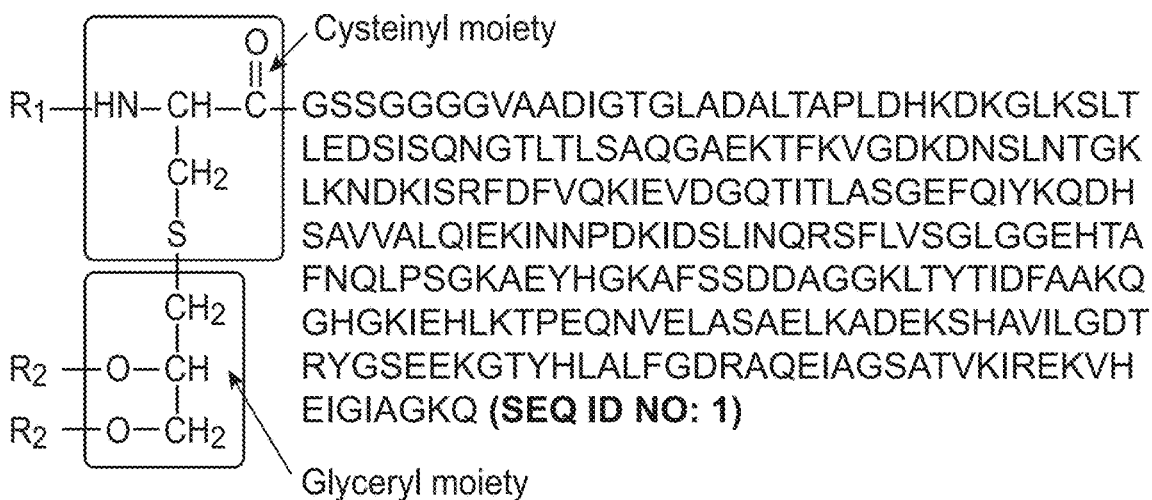 O
Cysteinyl moiety
R1 HN CH C GSSGGGGVAADIGTGLADALTAPLDHKDKGLKSLT
LEDSISQNGTLTLSAQGAEKTFKVGDKDNSLNTGK
CH2
LKNDKISRFDFVQKIEVDGQTITLASGEFQIYKQDH
S
SAVVALQIEKINNPDKIDSLINQRSFLVSGLGGEHTA
FNQLPSGKAEYHGKAFSSDDAGGKLTYTIDFAAKQ
CH2
GHGKIEHLKTPEQNVELASAELKADEKSHAVILGDT
R2 O CH
RYGSEEKGTYHLALFGDRAQEIAGSATVKIREKVH
R2 O CH2
EIGIAGKQ (SEQ ID NO: 1)
Glyceryl moiety